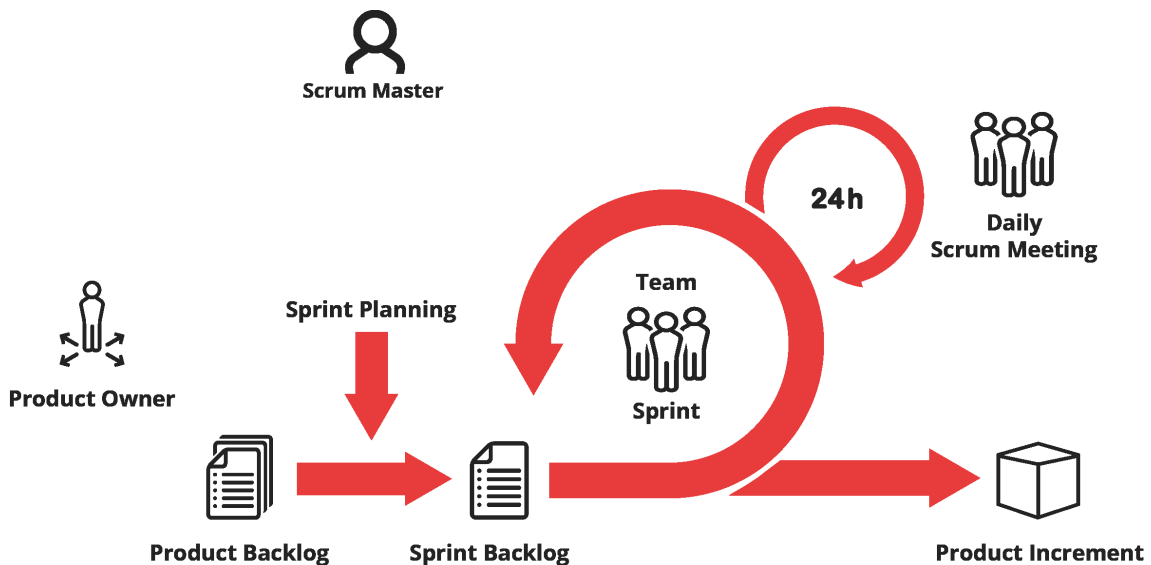 Scrum Master
24h
Daily
Scrum Meeting
Team
Sprint Planning
Product Owner
Sprint
Product Backlog
Sprint Backlog
Product Increment